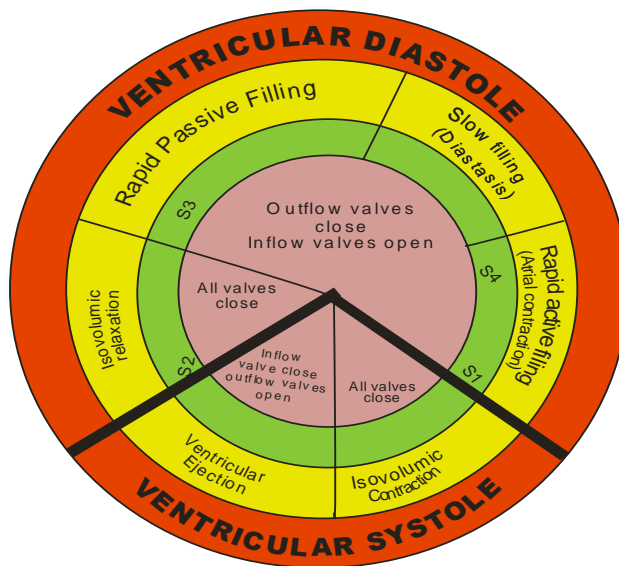 VENTRICULAR DIASTOLE
Rapid Passive Filling
Slow filling
(Diastasis)
S3
Outflow valves
close
Inflow valves open
S4
Rapid active filing
(Atrial contraction)
All valves
close
Isovolumic
relaxation
S2
Inflow
valve close
outflow valves
open
All valves
close
S1
Ventricular
Ejection
Isovolumic
Contraction
VENTRICULAR SYSTOLE